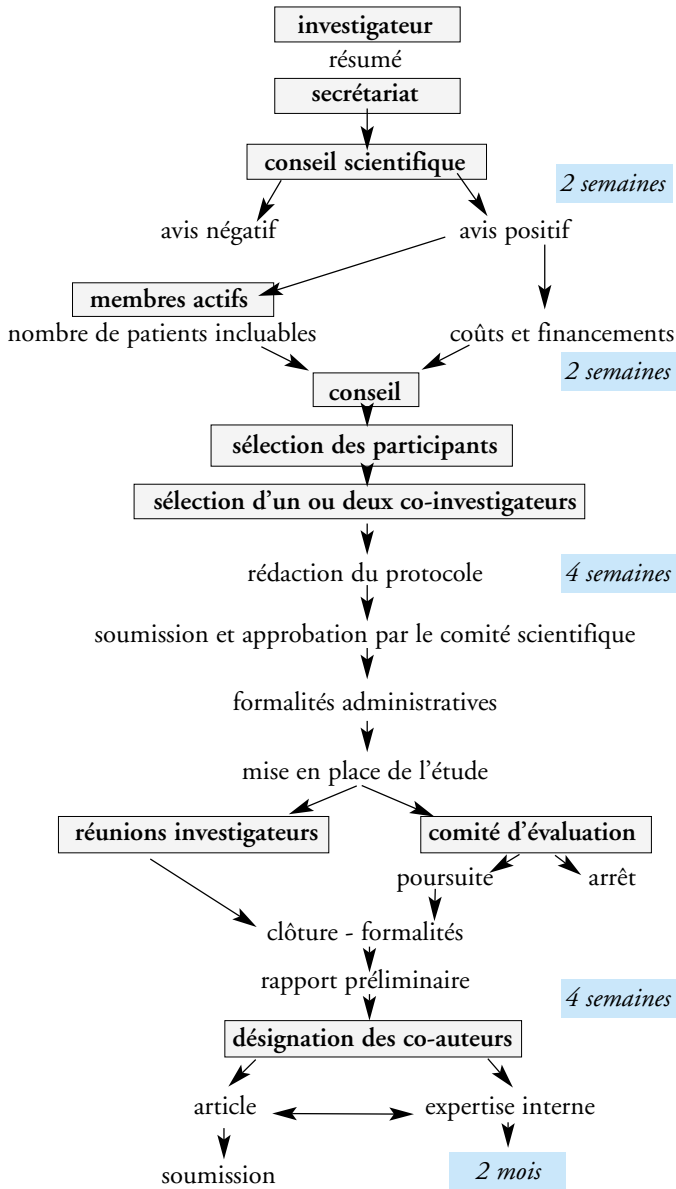 investigateur
résumé
secrétariat
conseil scientifique
2 semaines
avis négatif
avis positif
membres actifs
nombre de patients incluables
coûts et financements
2 semaines
conseil
sélection des participants
sélection d'un ou deux co-investigateurs
rédaction du protocole
4 semaines
soumission et approbation par le comité scientifique
formalités administratives
mise en place de l'étude
réunions investigateurs
comité d'évaluation
poursuite
arrêt
clôture - formalités
rapport préliminaire
4 semaines
désignation des co-auteurs
article
expertise interne
soumission
2 mois